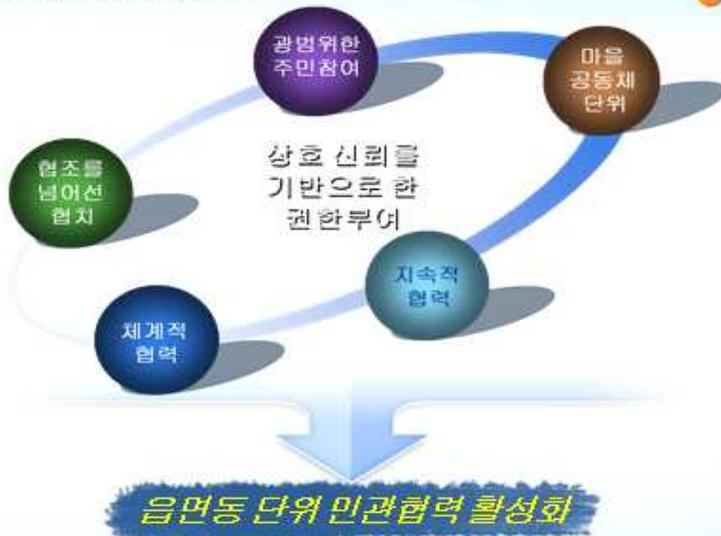 광범위한
주민참여
마을
공동체
단위
협조를
넘어선
협치
상호 신뢰를
기반으로 한
권한부여
지속적
협력
체계적
협력
읍면동 단위 민관협력 활성화